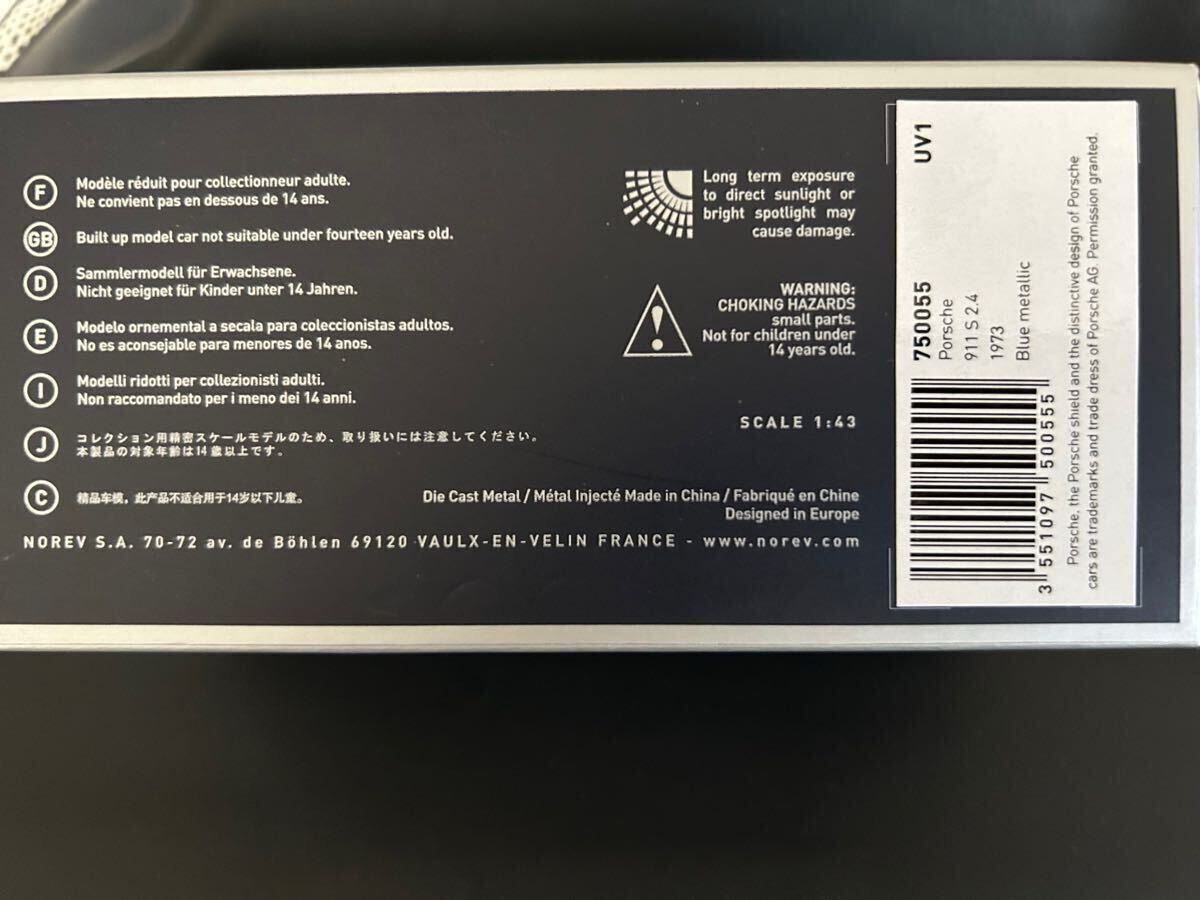 F
Modèle réduit pour collectionneur adulte.
Ne convient pas en dessous de 14 ans.
GB
Built up model car not suitable under fourteen years old.
D
Sammlermodell für Erwachsene.
Nicht geeignet für Kinder unter 14 Jahren.
E
Modelo ornemental a secala para coleccionistas adultos.
No es aconsejable para menores de 14 anos.
I
Modelli ridotti per collezionisti adulti.
Non raccomandato per i meno dei 14 anni.
J
コレクション用精密スケールモデルのため、取り扱いには注意してください。
本製品の対象年齢は14歳以上です。
C
精品车模，此产品不适合用于14岁以下儿童。
Long term exposure
to direct sunlight or
bright spotlight may
cause damage.
WARNING:
CHOKING HAZARDS
small parts.
Not for children under
14 years old.
SCALE 1:43
Die Cast Metal / Métal Injecté Made in China / Fabriqué en Chine
Designed in Europe
NOREV S.A. 70-72 av. de Böhlen 69120 VAULX-EN-VELIN FRANCE - www.norev.com
750055 UV1
Porsche
911 S 2.4
1973
Blue metallic
3 551097 500555
Porsche, the Porsche shield and the distinctive design of Porsche
cars are trademarks and trade dress of Porsche AG. Permission granted.